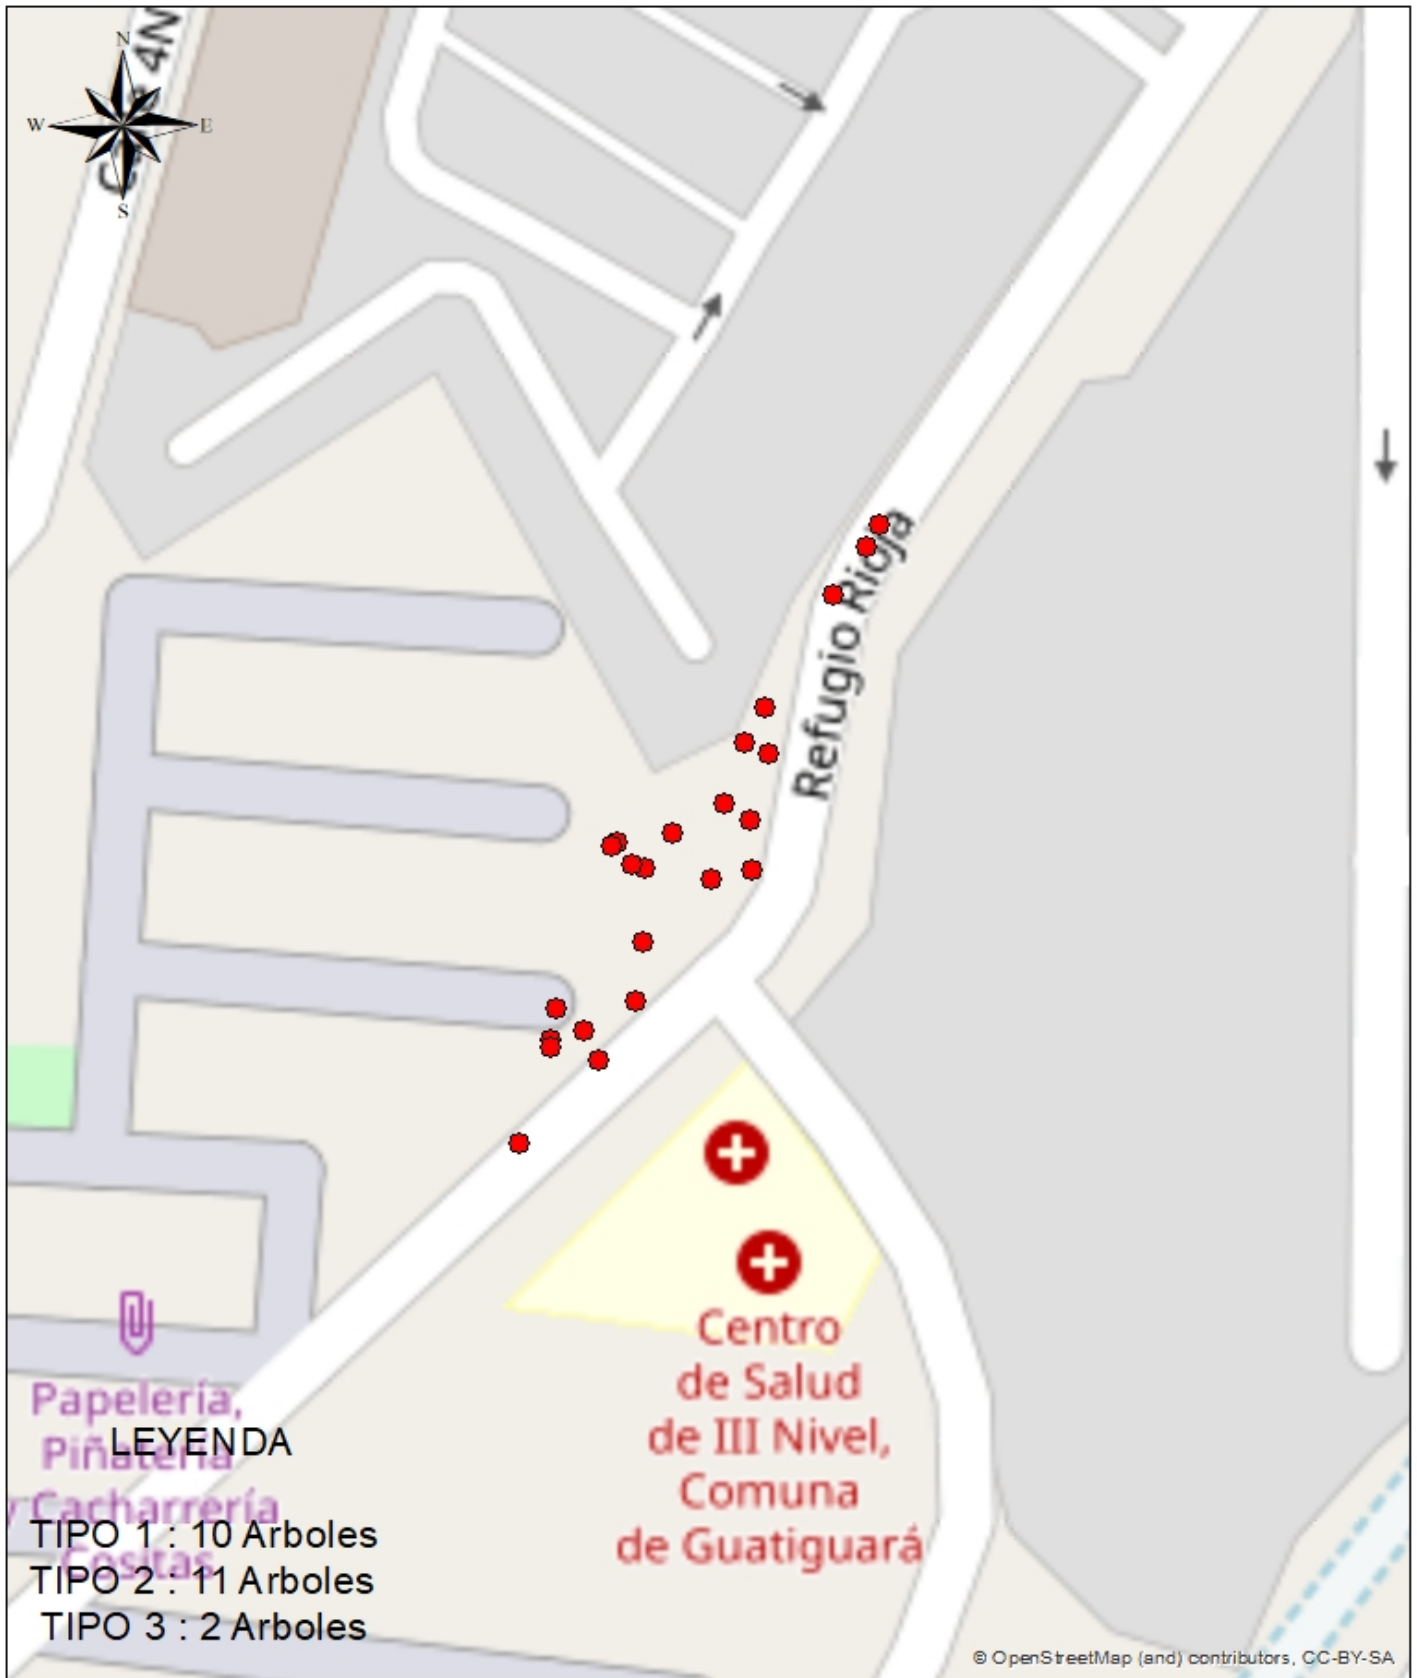 N
4N
W
E
S
Refugio Rioja
Centro
de Salud
de III Nivel,
Comuna
de Guatiguará
Papelería,
Piñatería
y Cacharrería
Cositas
LEYENDA
TIPO 1 : 10 Arboles
TIPO 2 : 11 Arboles
TIPO 3 : 2 Arboles
© OpenStreetMap (and) contributors, CC-BY-SA